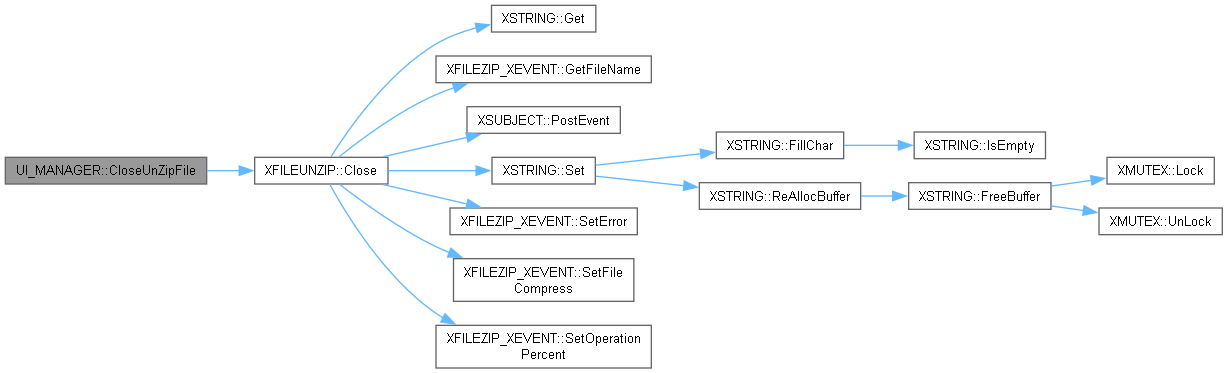 XSTRING::Get
XFILEZIP_XEVENT::GetFileName
XSUBJECT::PostEvent
XSTRING::FillChar
XSTRING::IsEmpty
UI_MANAGER::CloseUnZipFile
XFILEUNZIP::Close
XSTRING::Set
XMUTEX::Lock
XSTRING::ReAllocBuffer
XSTRING::FreeBuffer
XFILEZIP_XEVENT::SetError
XMUTEX::UnLock
XFILEZIP_XEVENT::SetFile
Compress
XFILEZIP_XEVENT::SetOperation
Percent